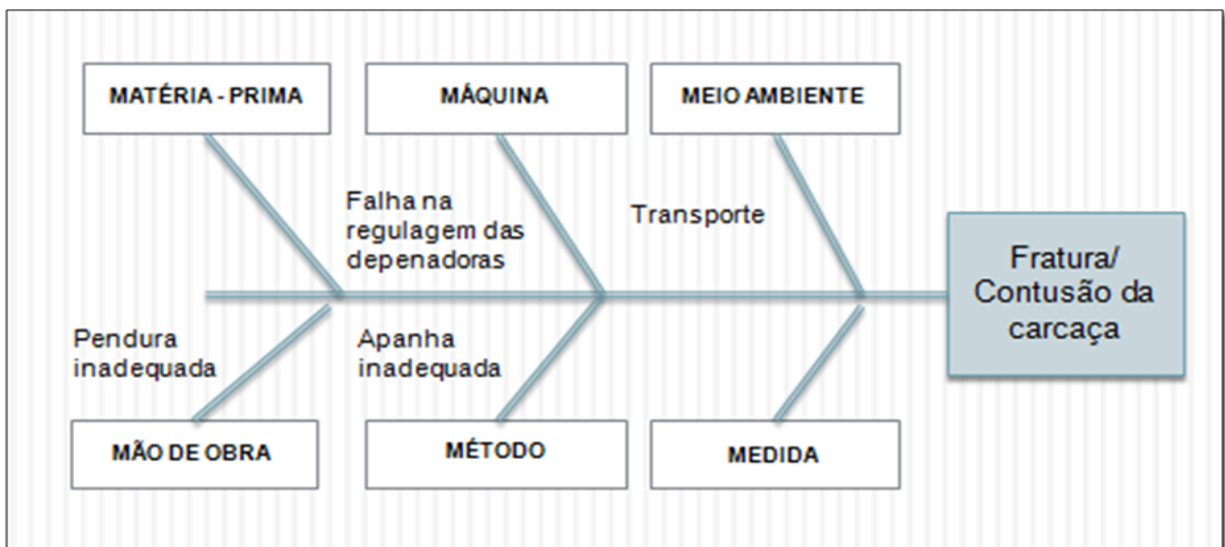 MATÉRIA - PRIMA
MÁQUINA
MEIO AMBIENTE
Falha na
regulagem das
depenadoras
Transporte
Fratura/
Contusão da
carcaça
Pendura
inadequada
Apanha
inadequada
MÃO DE OBRA
MÉTODO
MEDIDA